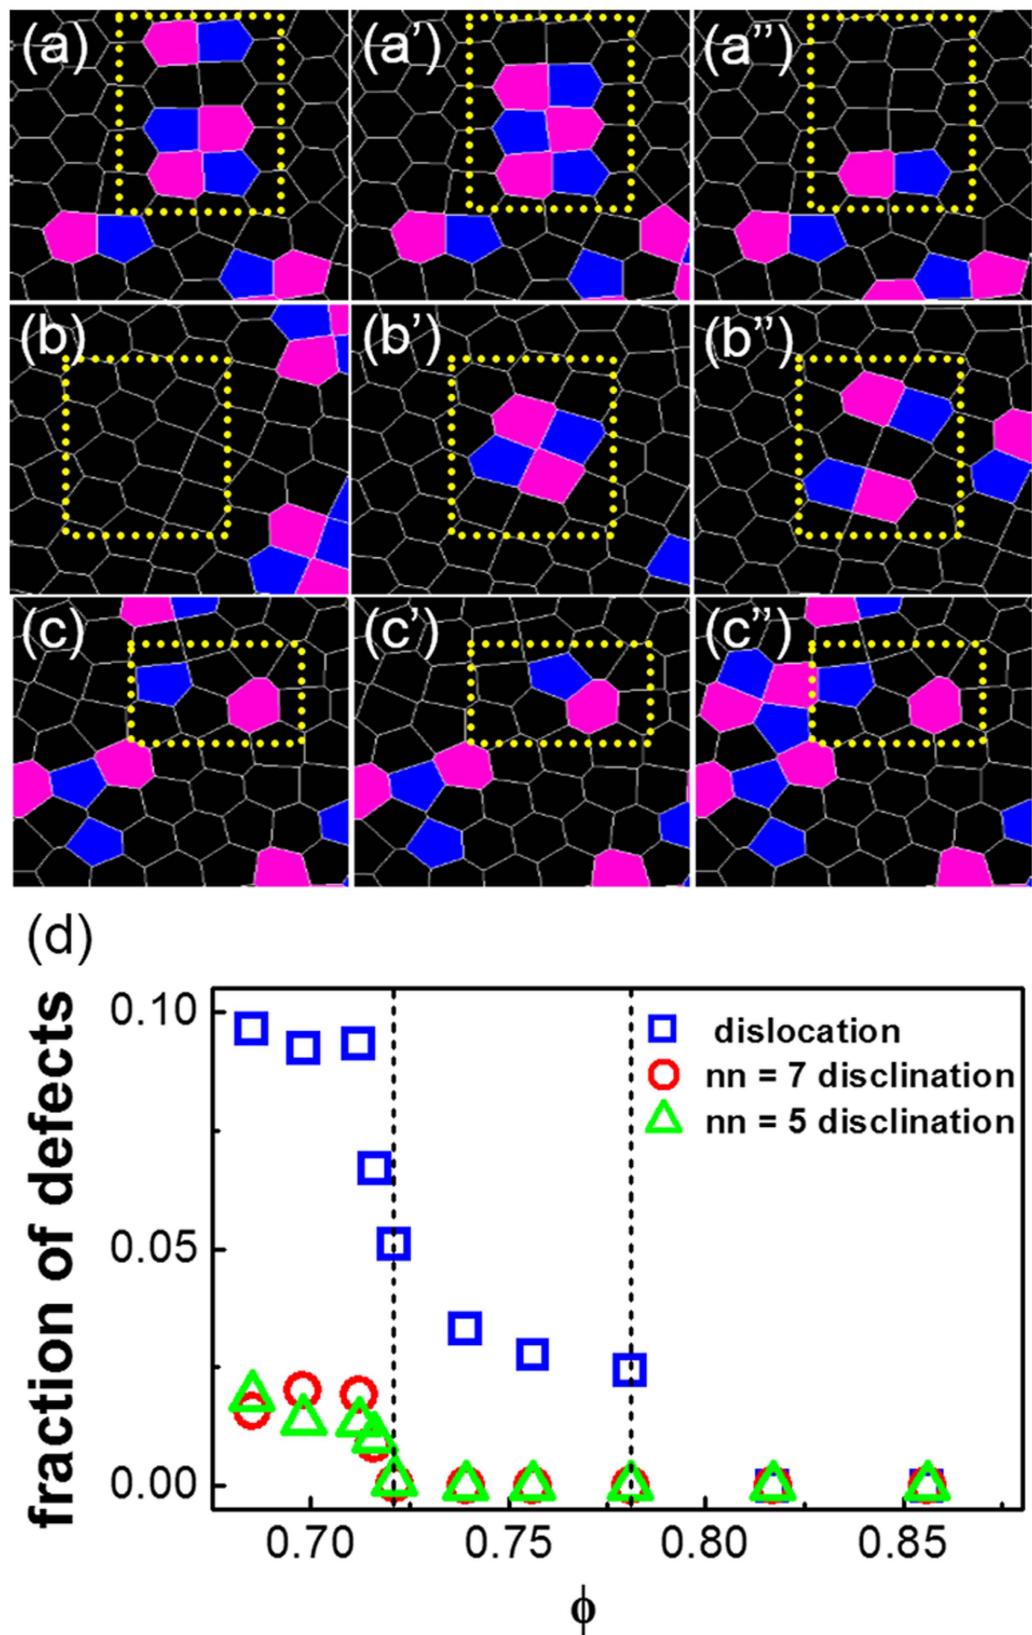 (a) (a') (a'')
(b) (b') (b'')
(c) (c') (c'')
(d)
fraction of defects
0.10
0.05
0.00
dislocation
nn = 7 disclination
nn = 5 disclination
0.70 0.75 0.80 0.85
ϕ